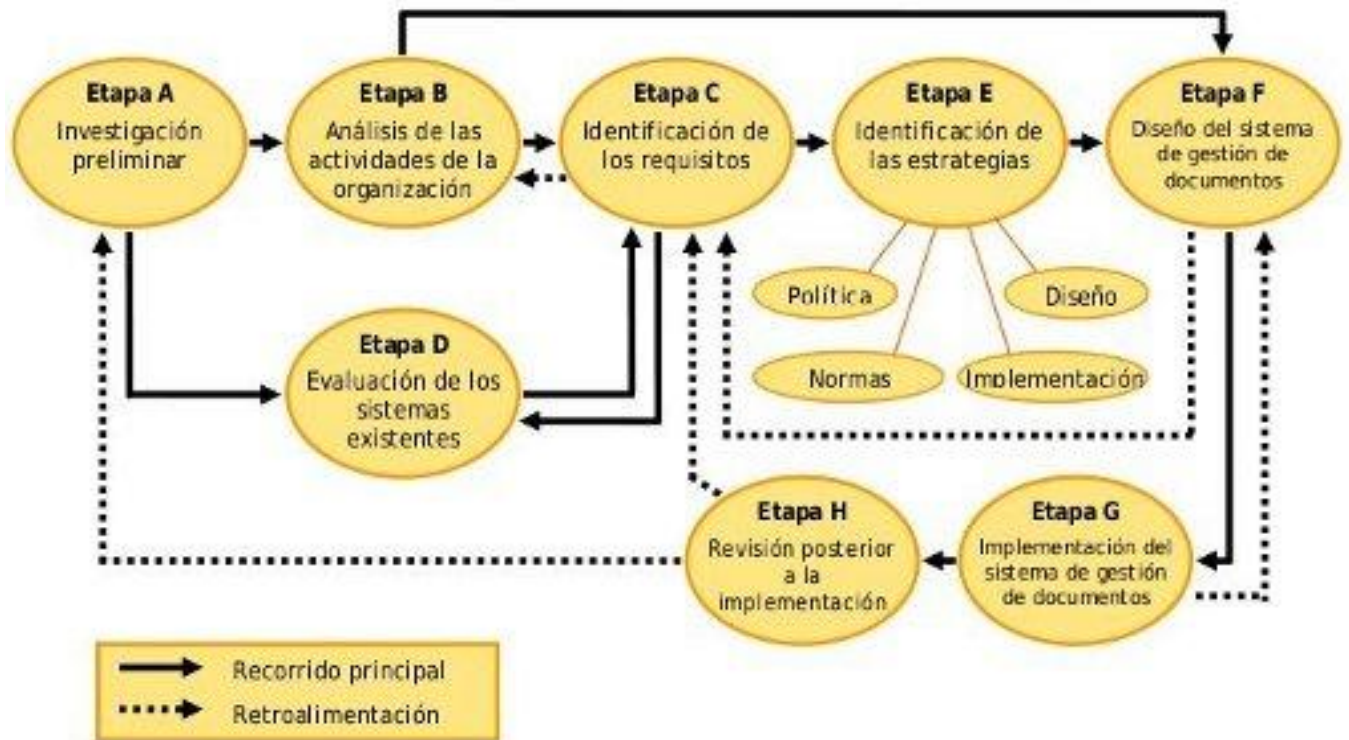 Etapa A
Investigación
preliminar
Etapa B
Análisis de las
actividades de la
organización
Etapa C
Identificación de
los requisitos
Etapa E
Identificación de
las estrategias
Etapa F
Diseño del sistema
de gestión de
documentos
Política
Diseño
Normas
Implementación
Etapa D
Evaluación de los
sistemas
existentes
Etapa H
Revisión posterior
a la
implementación
Etapa G
Implementación del
sistema de gestión
de documentos
Recorrido principal
Retroalimentación